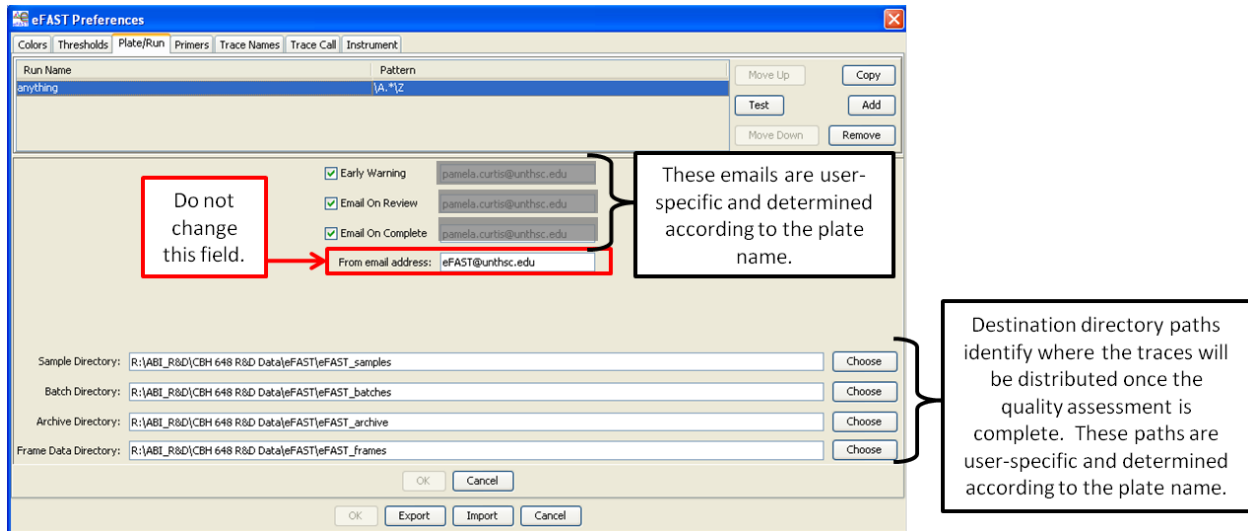 eFAST Preferences
Colors Thresholds Plate/Run Primers Trace Names Trace Call Instrument
Run Name Pattern
anything \A.*\Z
Move Up Copy
Test Add
Move Down Remove
Do not
change
this field.
Early Warning pamela.curtis@unthsc.edu
Email On Review pamela.curtis@unthsc.edu
Email On Complete pamela.curtis@unthsc.edu
From email address: eFAST@unthsc.edu
These emails are user-
specific and determined
according to the plate
name.
Sample Directory: R:\ABI_R&D\CBH 648 R&D Data\eFAST\eFAST_samples Choose
Batch Directory: R:\ABI_R&D\CBH 648 R&D Data\eFAST\eFAST_batches Choose
Archive Directory: R:\ABI_R&D\CBH 648 R&D Data\eFAST\eFAST_archive Choose
Frame Data Directory: R:\ABI_R&D\CBH 648 R&D Data\eFAST\eFAST_frames Choose
OK Cancel
OK Export Import Cancel
Destination directory paths
identify where the traces will
be distributed once the
quality assessment is
complete. These paths are
user-specific and determined
according to the plate name.